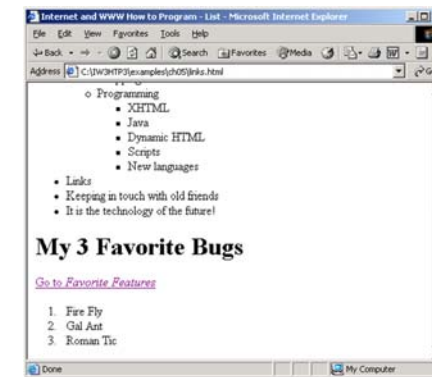 Internet and WWW How to Program - List - Microsoft Internet Explorer
File Edit View Favorites Tools Help
Back Search Favorites Media
Address C:\IW3HTP3\examples\ch05\links.html
Programming
XHTML
Java
Dynamic HTML
Scripts
New languages
Links
Keeping in touch with old friends
It is the technology of the future!
My 3 Favorite Bugs
Go to Favorite Features
1. Fire Fly
2. Gal Ant
3. Roman Tic
Done My Computer